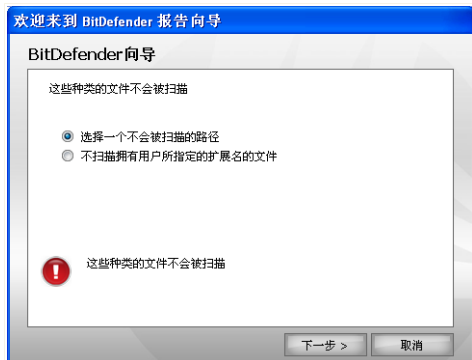 欢迎来到 BitDefender 报告向导
BitDefender向导
这些种类的文件不会被扫描
选择一个不会被扫描的路径
不扫描拥有用户所指定的扩展名的文件
这些种类的文件不会被扫描
下一步 > 取消